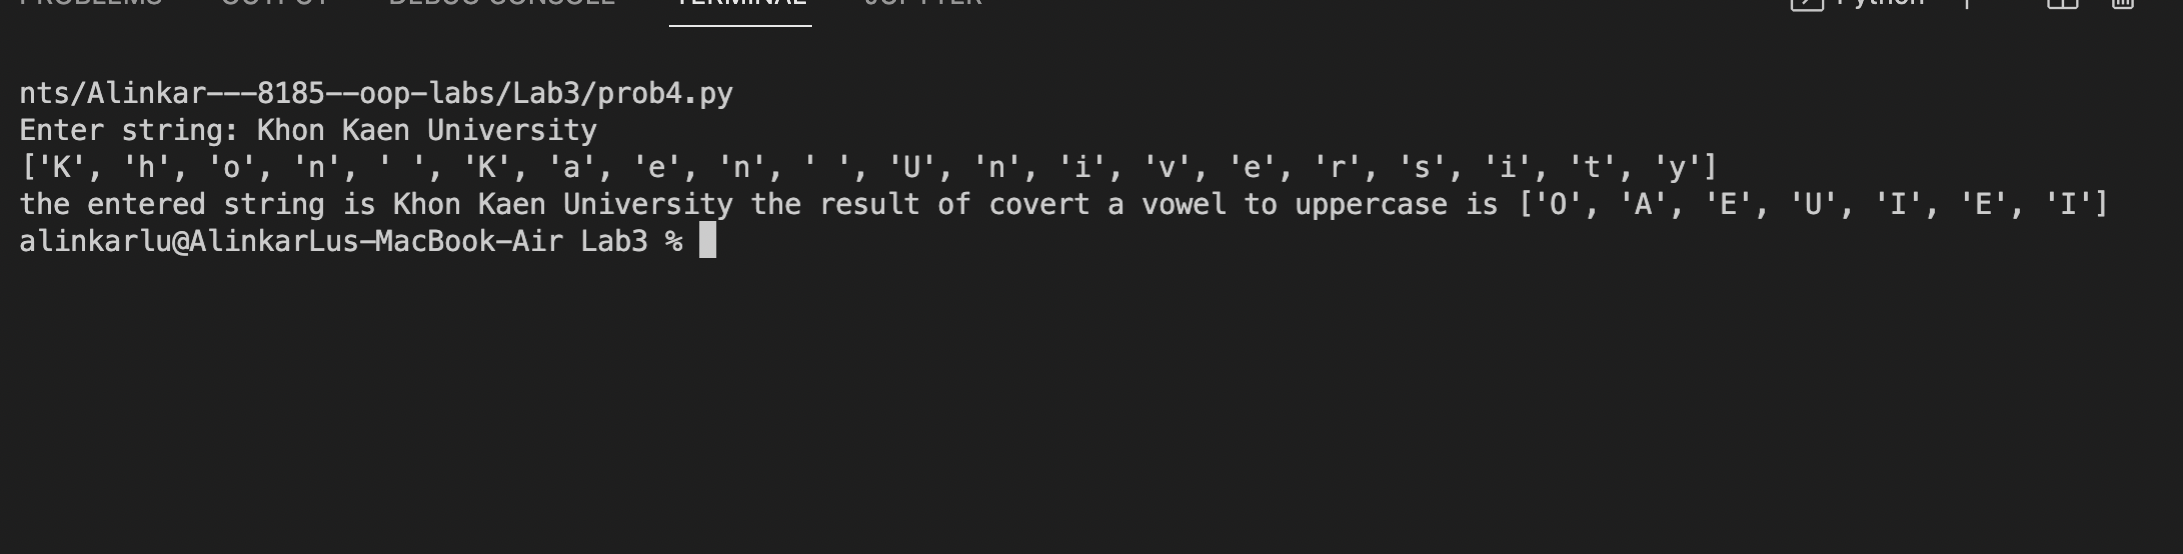 PROBLEMS OUTPUT DEBUG CONSOLE TERMINAL JUPYTER Python
nts/Alinkar---8185--oop-labs/Lab3/prob4.py
Enter string: Khon Kaen University
['K', 'h', 'o', 'n', ' ', 'K', 'a', 'e', 'n', ' ', 'U', 'n', 'i', 'v', 'e', 'r', 's', 'i', 't', 'y']
the entered string is Khon Kaen University the result of covert a vowel to uppercase is ['O', 'A', 'E', 'U', 'I', 'E', 'I']
alinkarlu@AlinkarLus-MacBook-Air Lab3 %